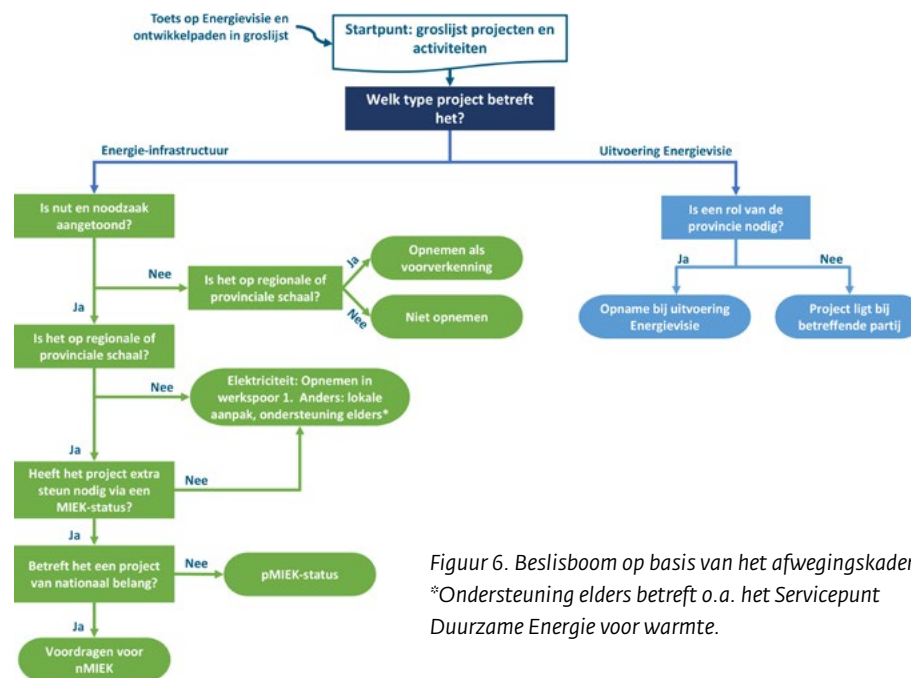 Toets op Energievisie en
ontwikkelpaden in groslijst
Startpunt: groslijst projecten en
activiteiten
Welk type project betreft
het?
Energie-infrastructuur
Uitvoering Energievisie
Is nut en noodzaak
aangetoond?
Is een rol van de
provincie nodig?
Nee
Is het op regionale of
provinciale schaal?
Ja
Opnemen als
voorverkenning
Nee
Niet opnemen
Ja
Nee
Opname bij uitvoering
Energievisie
Project ligt bij
betreffende partij
Ja
Is het op regionale of
provinciale schaal?
Nee
Elektriciteit: Opnemen in
werkspoor 1. Anders: lokale
aanpak, ondersteuning elders*
Ja
Heeft het project extra
steun nodig via een
MIEK-status?
Nee
Ja
Betreft het een project
van nationaal belang?
Nee
pMIEK-status
Ja
Voordragen voor
nMIEK
Figuur 6. Beslisboom op basis van het afwegingskader
*Ondersteuning elders betreft o.a. het Servicepunt
Duurzame Energie voor warmte.